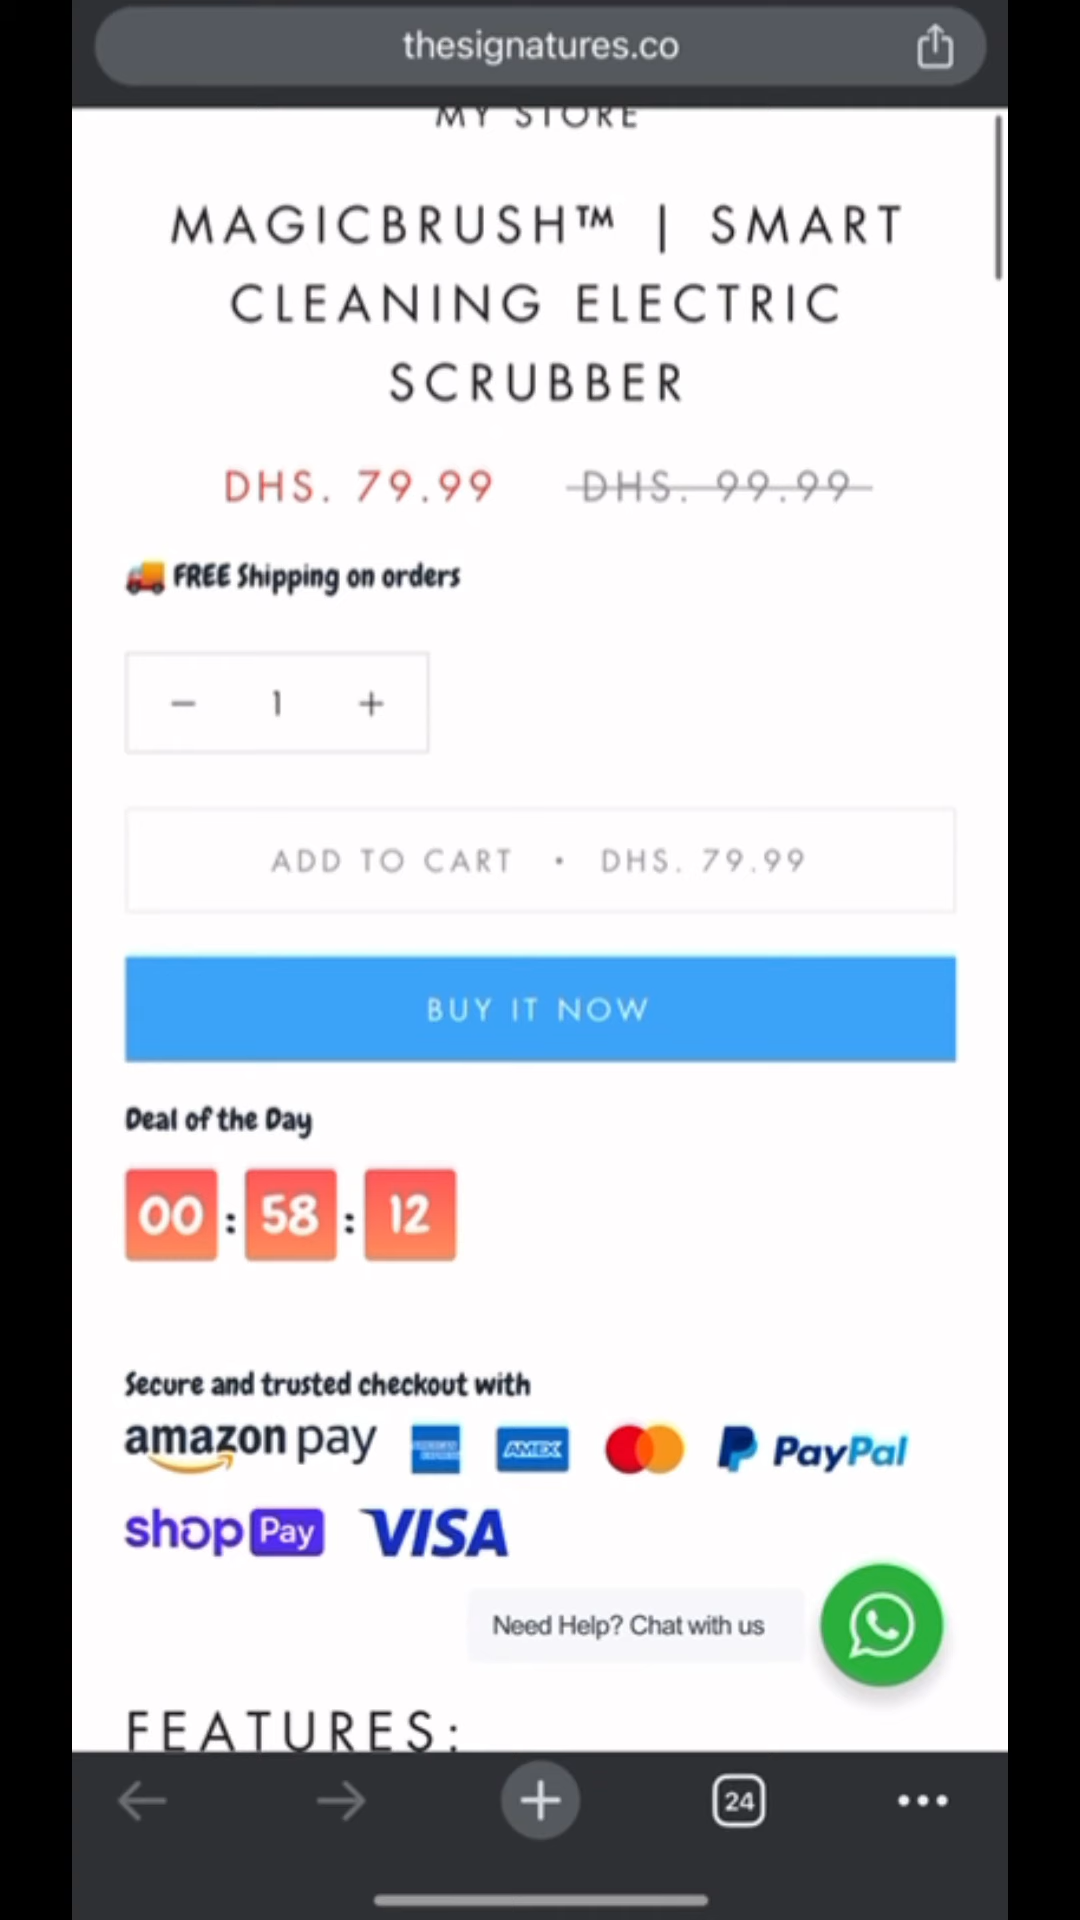 thesignatures.co
MY STORE
MAGICBRUSH™ | SMART
CLEANING ELECTRIC
SCRUBBER
DHS. 79.99 DHS. 99.99
🚚 FREE Shipping on orders
− 1 +
ADD TO CART • DHS. 79.99
BUY IT NOW
Deal of the Day
00 : 58 : 12
Secure and trusted checkout with
amazon pay AMERICAN EXPRESS AMEX PayPal
shop Pay VISA
Need Help? Chat with us
FEATURES:
24